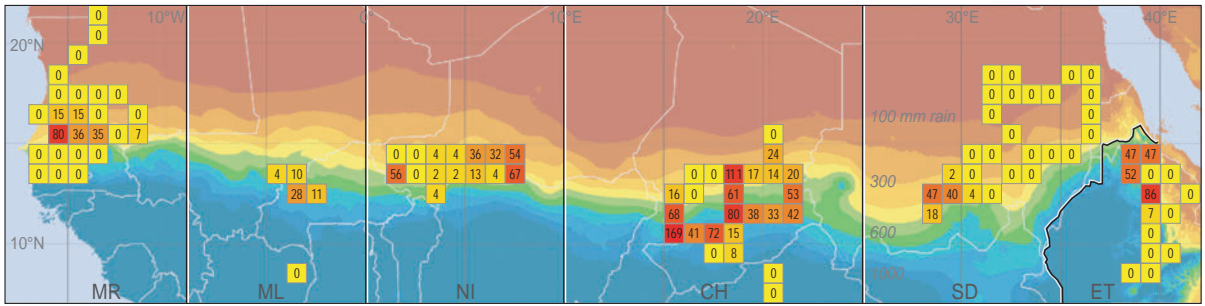 0 10°W 0° 10°E 20°E 30°E 40°E
0
20°N
0
0 0 0 0 0
0 0 0 0 0 0 0 0 0
0 15 15 0 0 100 mm rain 0 0
80 36 35 0 7 0 0 0
0 0 0 0 0 0 4 4 36 32 54 24 0 0 0 0 0 47 47
0 0 0 4 10 56 0 2 2 13 4 67 0 0 111 17 14 20 300 2 0 0 52 0 0
28 11 4 16 0 61 53 47 40 4 0 86 0
68 80 38 33 42 18 7 0
169 41 72 15 600 0
10°N
0 8 0 0
0 0 1000 0 0
0
MR ML NI CH SD ET